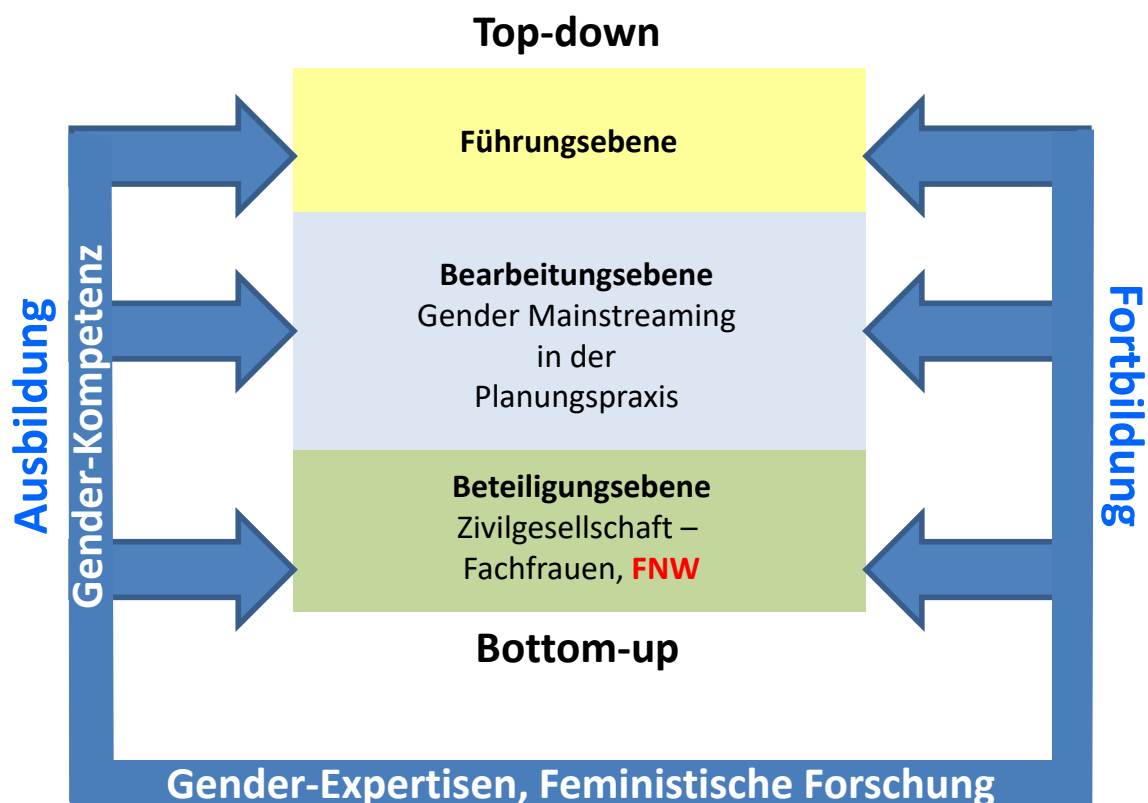 Top-down
Führungsebene
Bearbeitungsebene
Gender Mainstreaming
in der
Planungspraxis
Beteiligungsebene
Zivilgesellschaft –
Fachfrauen, FNW
Bottom-up
Ausbildung
Gender-Kompetenz
Fortbildung
Gender-Expertisen, Feministische Forschung